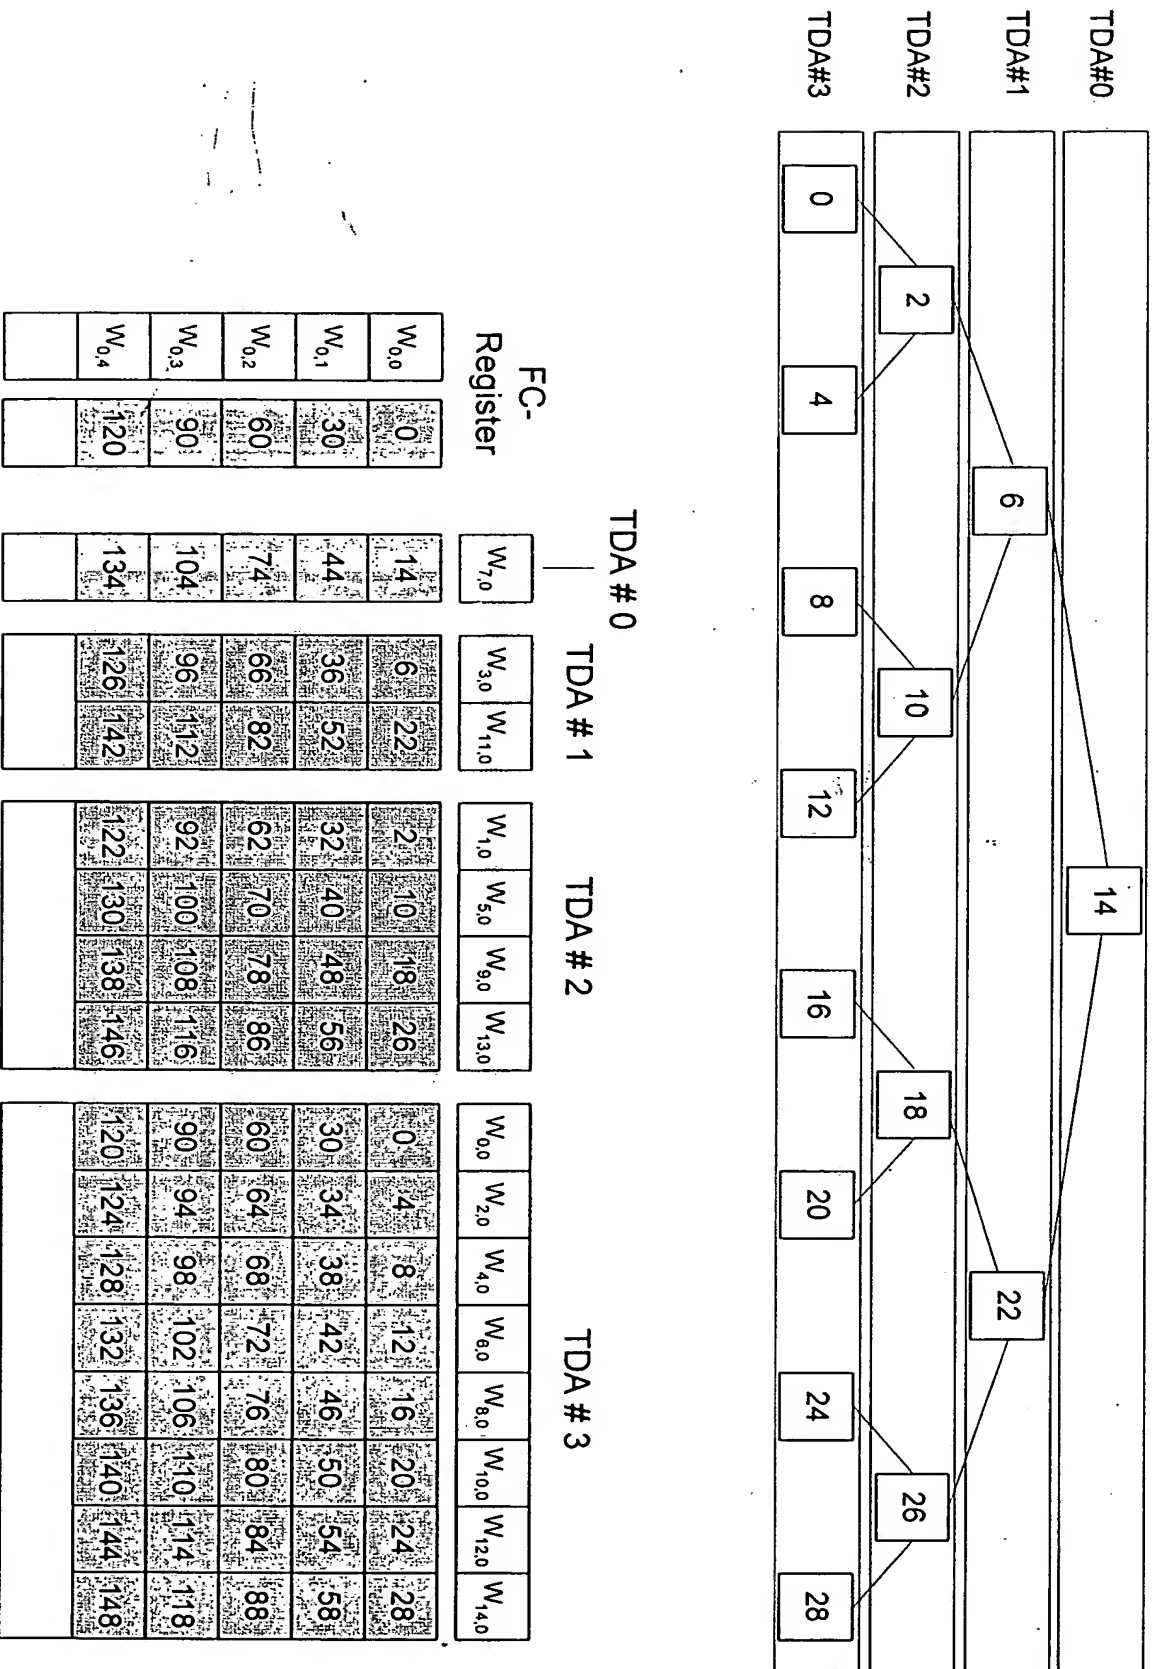 TDA#0
14
TDA#1
6 22
TDA#2
2 10 18 26
TDA#3
0 4 8 12 16 20 24 28
TDA # 0
FC-
Register
TDA # 1 TDA # 2 TDA # 3
W7,0 W3,0 W11,0 W1,0 W5,0 W9,0 W13,0 W0,0 W2,0 W4,0 W6,0 W8,0 W10,0 W12,0 W14,0
W0,0 0 14 6 22 2 10 18 26 0 4 8 12 16 20 24 28
W0,1 30 44 36 52 32 40 48 56 30 34 38 42 46 50 54 58
W0,2 60 74 66 82 62 70 78 86 60 64 68 72 76 80 84 88
W0,3 90 104 96 112 92 100 108 116 90 94 98 102 106 110 114 118
W0,4 120 134 126 142 122 130 138 146 120 124 128 132 136 140 144 148